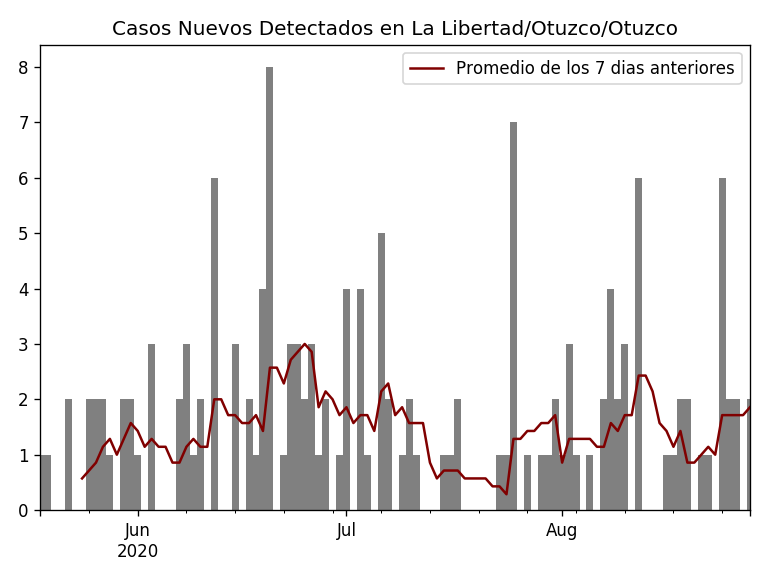 Casos Nuevos Detectados en La Libertad/Otuzco/Otuzco
Promedio de los 7 dias anteriores
8
7
6
5
4
3
2
1
0
Jun
2020
Jul
Aug